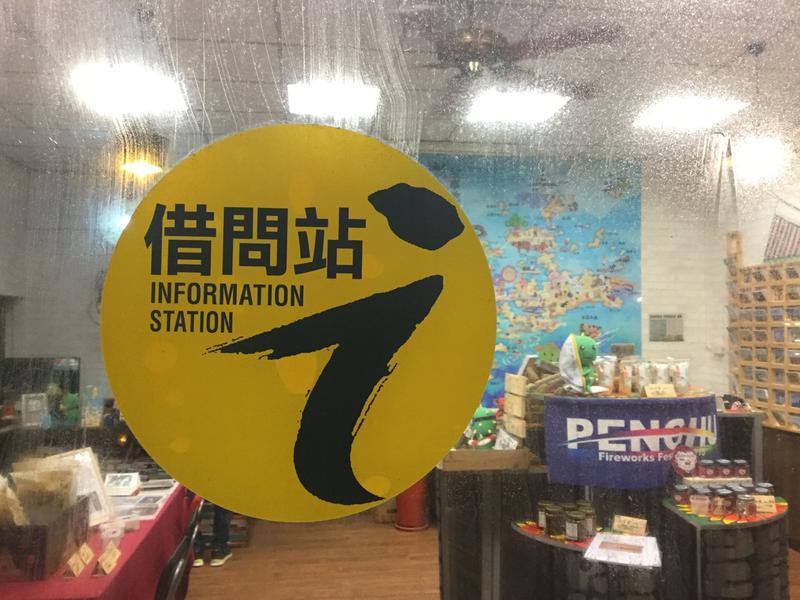 借問站
INFORMATION
STATION
PENGHU
Fireworks Fes